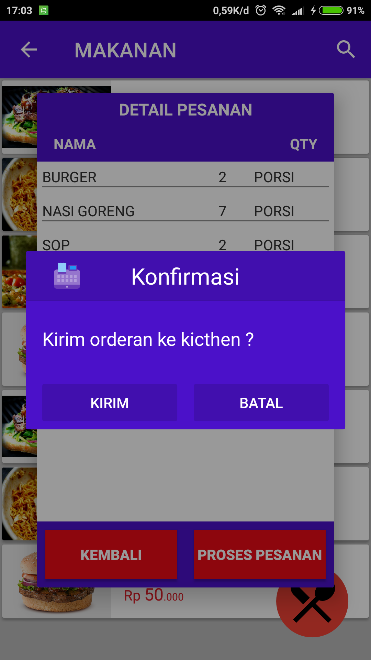 17:03 0,59K/d 91%
MAKANAN
DETAIL PESANAN
NAMA QTY
BURGER 2 PORSI
NASI GORENG 7 PORSI
SOP 2 PORSI
Konfirmasi
Kirim orderan ke kicthen ?
KIRIM BATAL
KEMBALI PROSES PESANAN
Rp 50.000